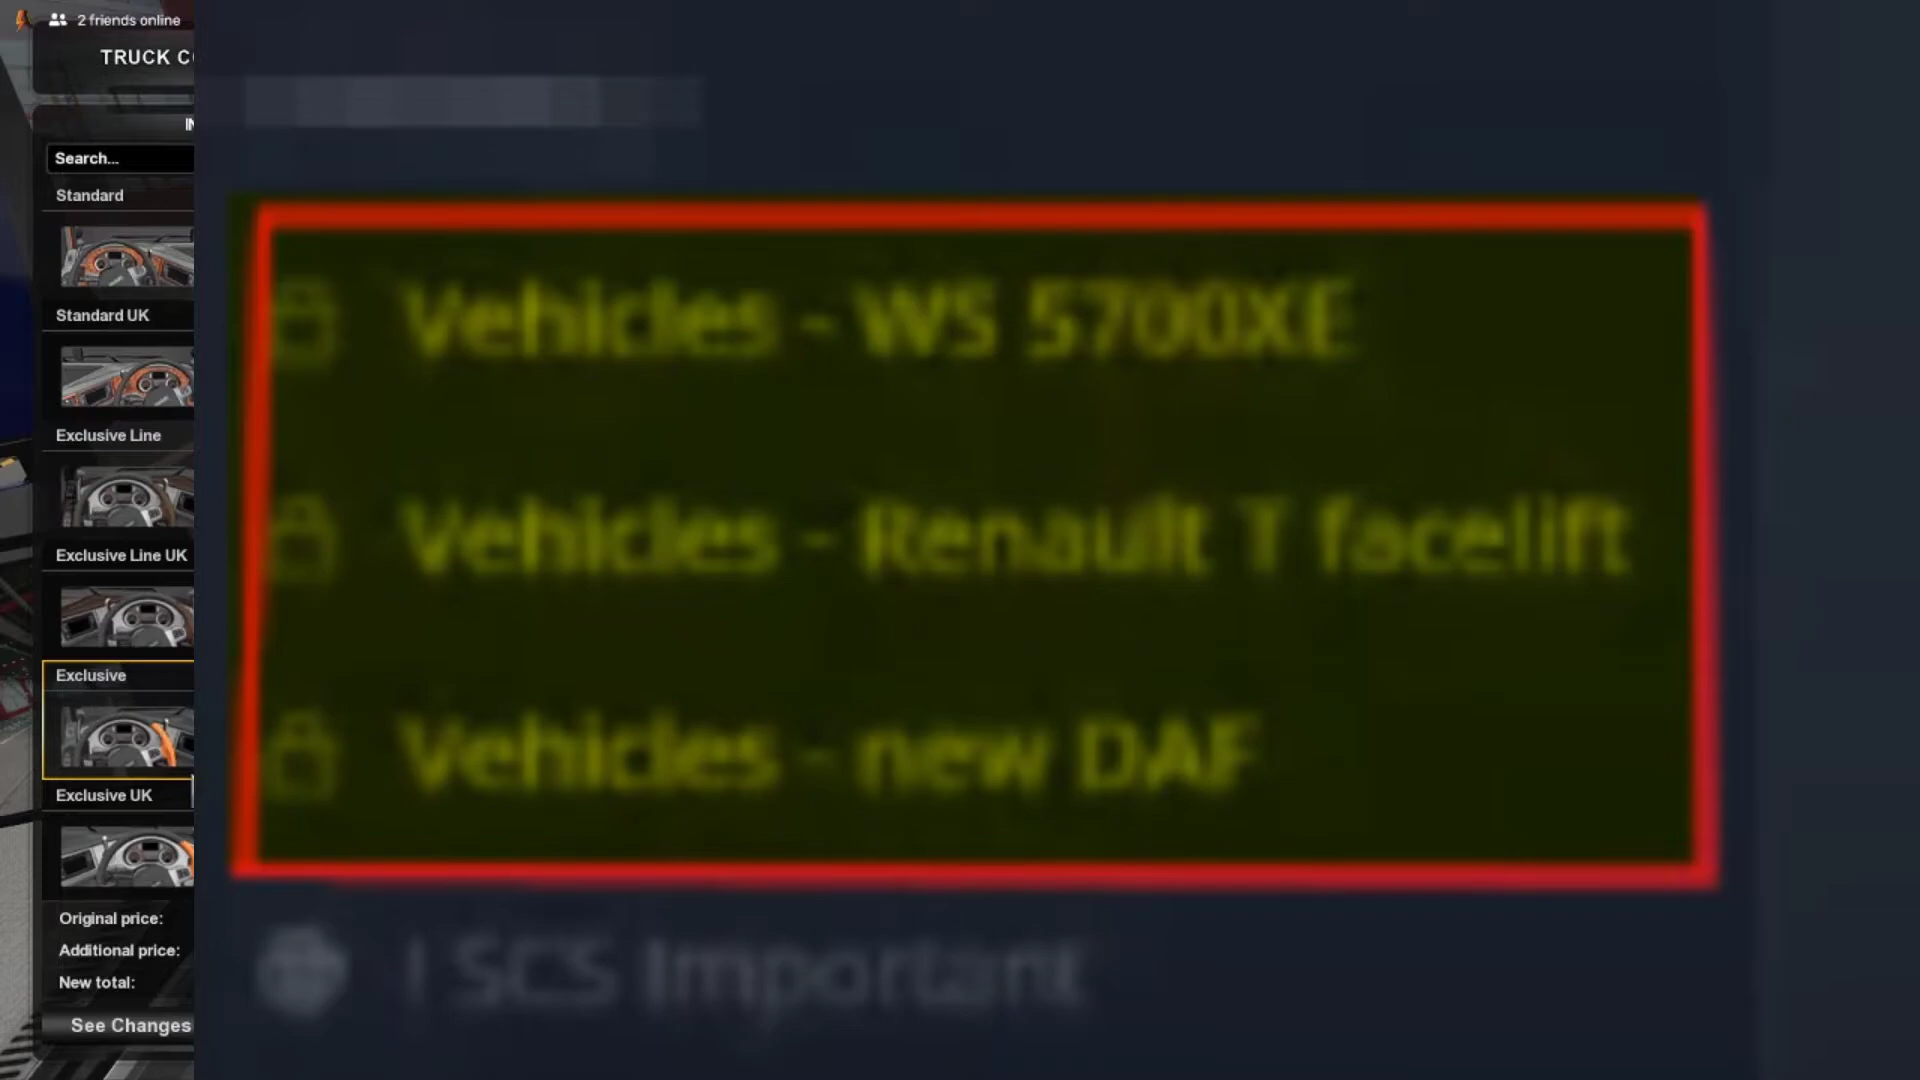 2 friends online
TRUCK C
IN
Search...
Standard
Standard UK
Exclusive Line
Exclusive Line UK
Exclusive
Exclusive UK
Original price:
Additional price:
New total:
See Changes
Vehicles - WS 5700XE
Vehicles - Renault T facelift
Vehicles - new DAF
! SCS Important